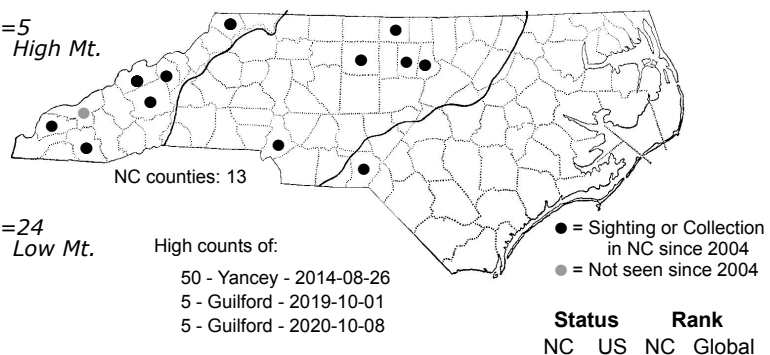 =5
High Mt.
NC counties: 13
=24
Low Mt.
High counts of:
50 - Yancey - 2014-08-26
5 - Guilford - 2019-10-01
5 - Guilford - 2020-10-08
● = Sighting or Collection
in NC since 2004
● = Not seen since 2004
Status Rank
NC US NC Global